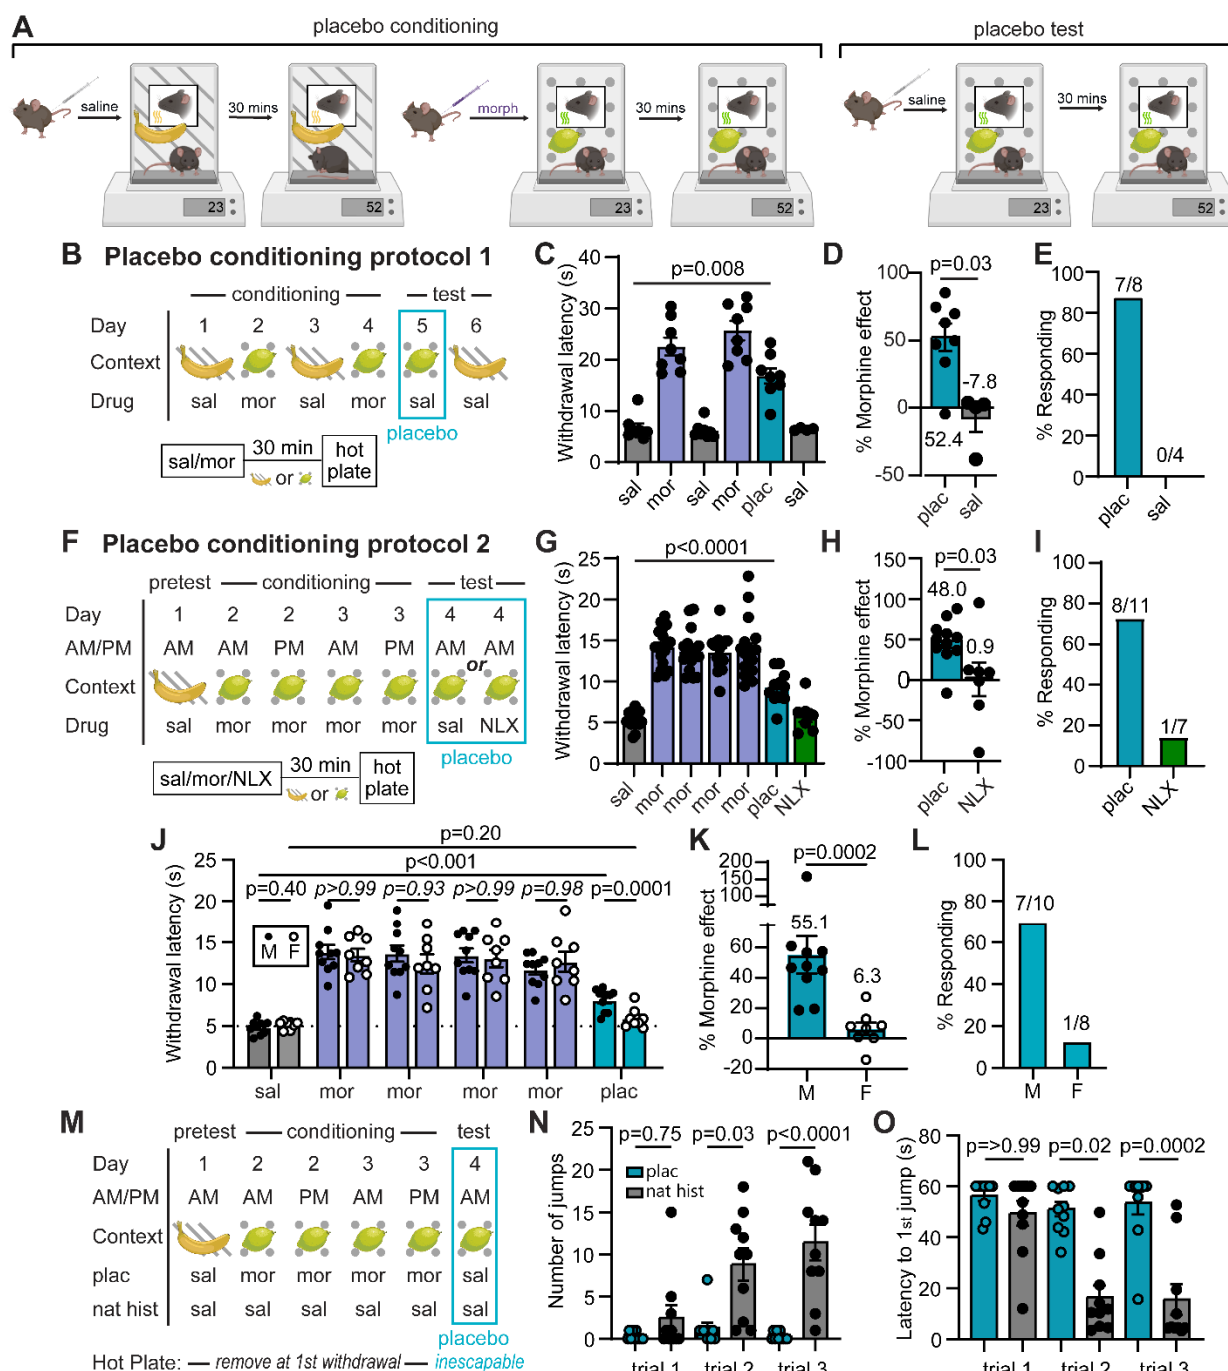 A
placebo conditioning
placebo test
saline
30 mins
morph
30 mins
saline
30 mins
23
52
23
52
23
52
B Placebo conditioning protocol 1
conditioning
test
Day 1 2 3 4 5 6
Context
Drug sal mor sal mor sal sal
placebo
sal/mor 30 min hot plate
or
C
Withdrawal latency (s)
p=0.008
40
30
20
10
0
sal mor sal mor plac sal
D
% Morphine effect
100
p=0.03
50
0
-50
-7.8
52.4
plac sal
E
% Responding
100
80
60
40
20
0
7/8
0/4
plac sal
F Placebo conditioning protocol 2
pretest conditioning test
Day 1 2 2 3 3 4 4
AM/PM AM AM PM AM PM AM AM
or
Context
Drug sal mor mor mor mor sal NLX
placebo
sal/mor/NLX 30 min hot plate
or
G
Withdrawal latency (s)
p<0.0001
25
20
15
10
5
0
sal mor mor mor mor plac NLX
H
% Morphine effect
p=0.03
150
100
50
0
-50
-100
48.0
0.9
plac NLX
I
% Responding
100
80
60
40
20
0
8/11
1/7
plac NLX
J
Withdrawal latency (s)
p=0.20
p<0.001
p=0.40 p>0.99 p=0.93 p>0.99 p=0.98 p=0.0001
25
20
15
10
5
0
M F
sal mor mor mor mor plac
K
% Morphine effect
p=0.0002
200
150
100
60
40
20
0
-20
55.1
6.3
M F
L
% Responding
100
80
60
40
20
0
7/10
1/8
M F
M
pretest conditioning test
Day 1 2 2 3 3 4
AM/PM AM AM PM AM PM AM
Context
plac sal mor mor mor mor sal
nat hist sal sal sal sal sal sal
placebo
Hot Plate: remove at 1st withdrawal inescapable
N
Number of jumps
p=0.75 p=0.03 p<0.0001
25
20
15
10
5
0
plac
nat hist
trial 1 trial 2 trial 3
O
Latency to 1st jump (s)
p=>0.99 p=0.02 p=0.0002
80
60
40
20
0
trial 1 trial 2 trial 3